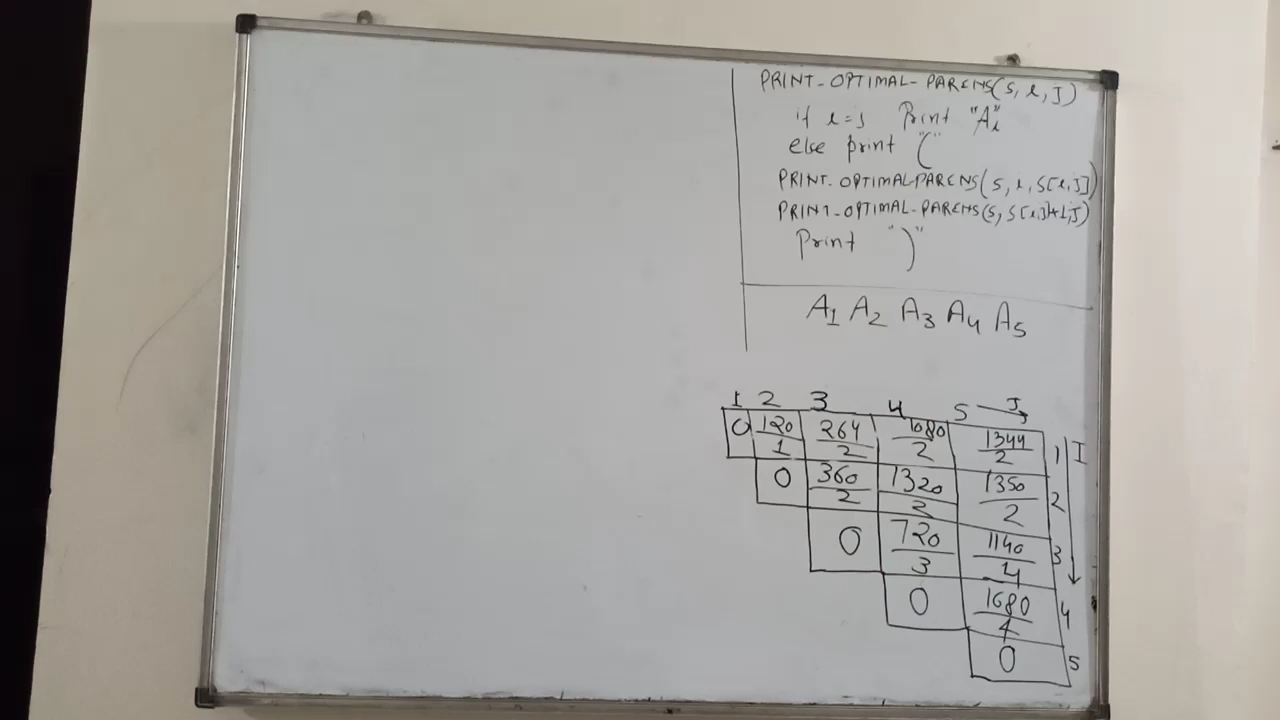 PRINT-OPTIMAL-PARENS(S, i, J)
if i=j Print "Ai"
else print "("
PRINT-OPTIMALPARENS(S, i, S[i,J])
PRINT-OPTIMAL-PARENS(S, S[i,j]+1,J)
Print ")"
A1 A2 A3 A4 A5
1 2 3 4 5 J
0 120/1 264/2 1080/2 1344/2 1 I
0 360/2 1320/2 1350/2 2
0 720/3 1140/4 3
0 1680/4 4
0 5